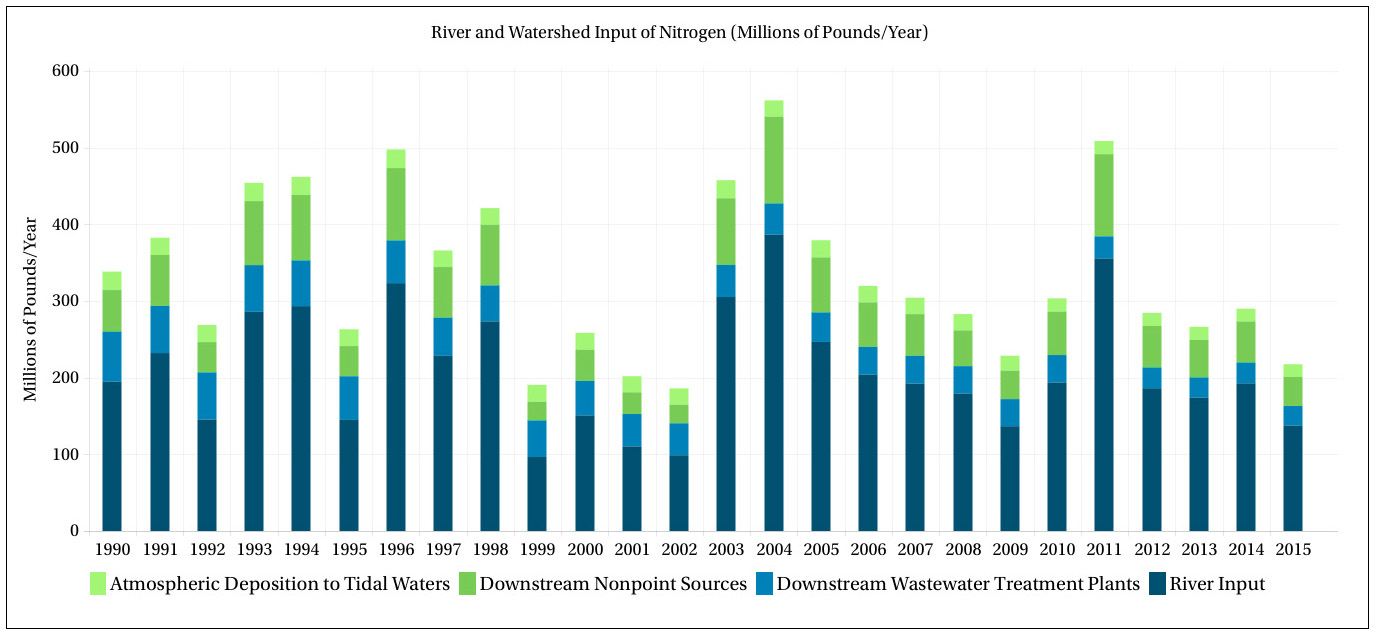 River and Watershed Input of Nitrogen (Millions of Pounds/Year)
Millions of Pounds/Year
600
500
400
300
200
100
0
1990 1991 1992 1993 1994 1995 1996 1997 1998 1999 2000 2001 2002 2003 2004 2005 2006 2007 2008 2009 2010 2011 2012 2013 2014 2015
Atmospheric Deposition to Tidal Waters Downstream Nonpoint Sources Downstream Wastewater Treatment Plants River Input